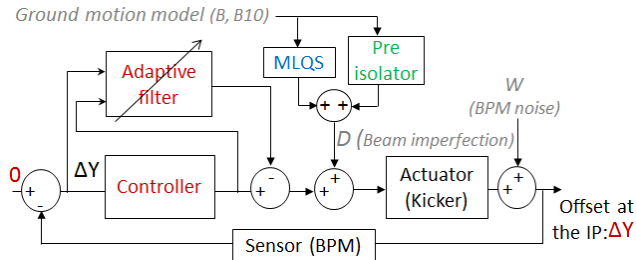 Ground motion model (B, B10)
Adaptive
filter
MLQS
Pre
isolator
+ +
W
(BPM noise)
D (Beam imperfection)
0
+
-
ΔY
Controller
+
-
+
+
Actuator
(Kicker)
+
+
Offset at
the IP:ΔY
Sensor (BPM)